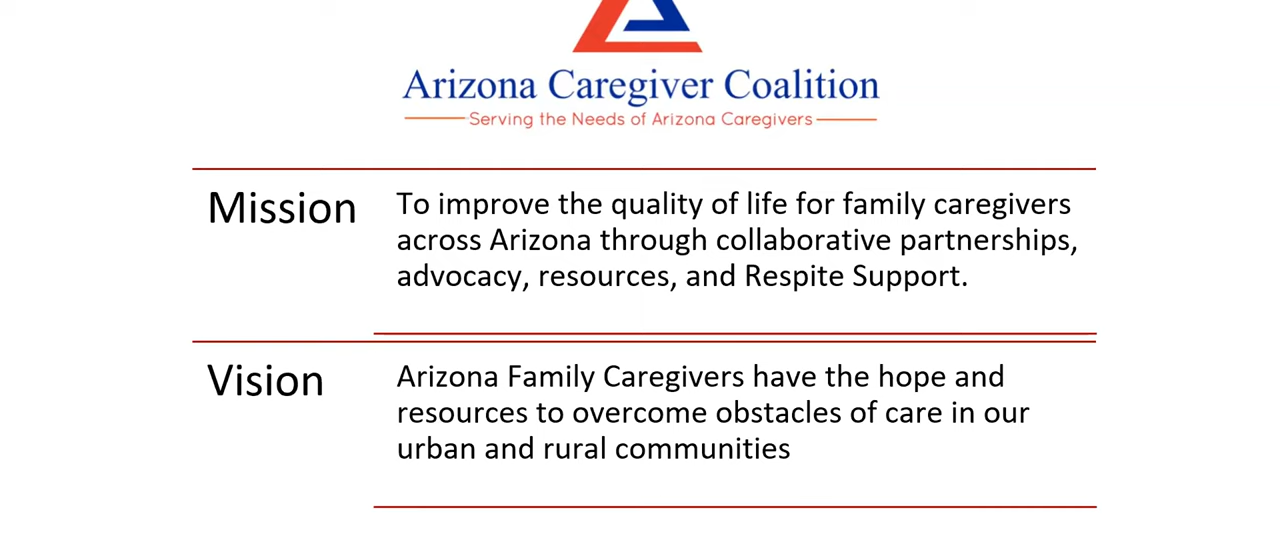 Arizona Caregiver Coalition
Serving the Needs of Arizona Caregivers
Mission
To improve the quality of life for family caregivers
across Arizona through collaborative partnerships,
advocacy, resources, and Respite Support.
Vision
Arizona Family Caregivers have the hope and
resources to overcome obstacles of care in our
urban and rural communities